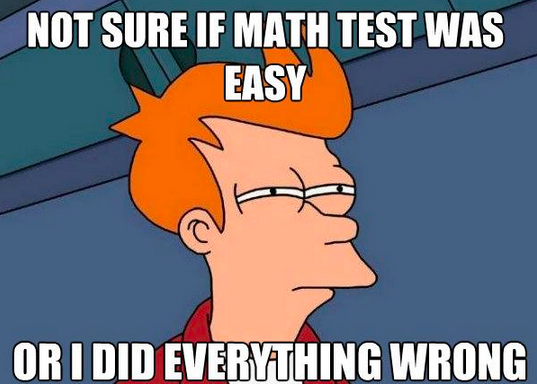 NOT SURE IF MATH TEST WAS
EASY
OR I DID EVERYTHING WRONG